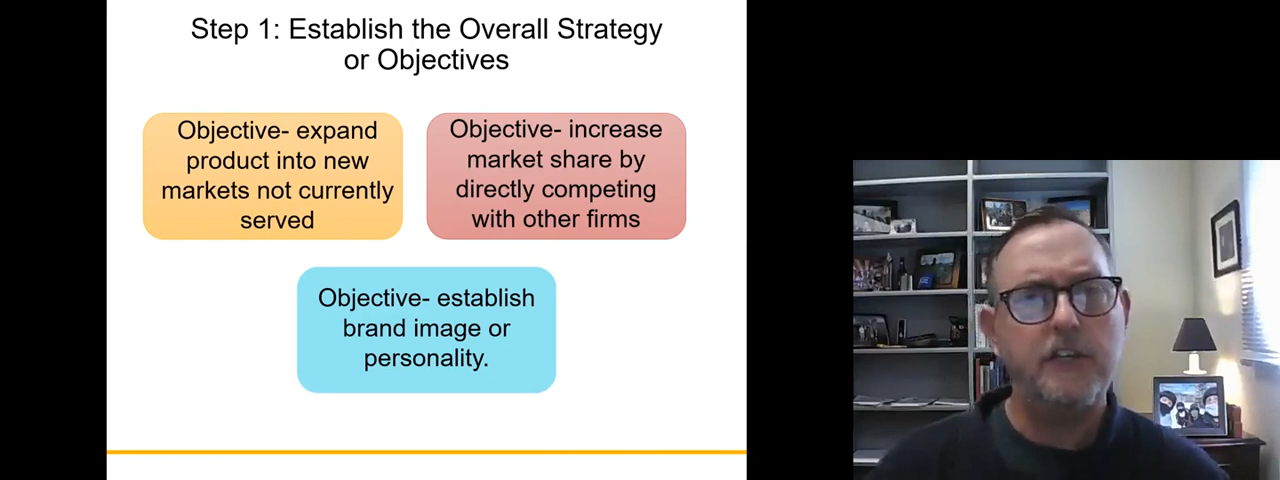 Step 1: Establish the Overall Strategy
or Objectives
Objective- expand
product into new
markets not currently
served
Objective- increase
market share by
directly competing
with other firms
Objective- establish
brand image or
personality.